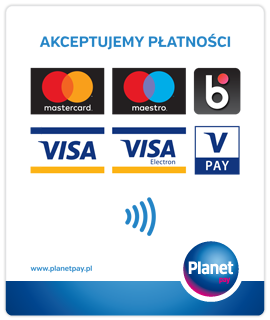 AKCEPTUJEMY PŁATNOŚCI
mastercard.
maestro.
b
VISA
VISA
Electron
V
PAY
www.planetpay.pl
Planet
Pay